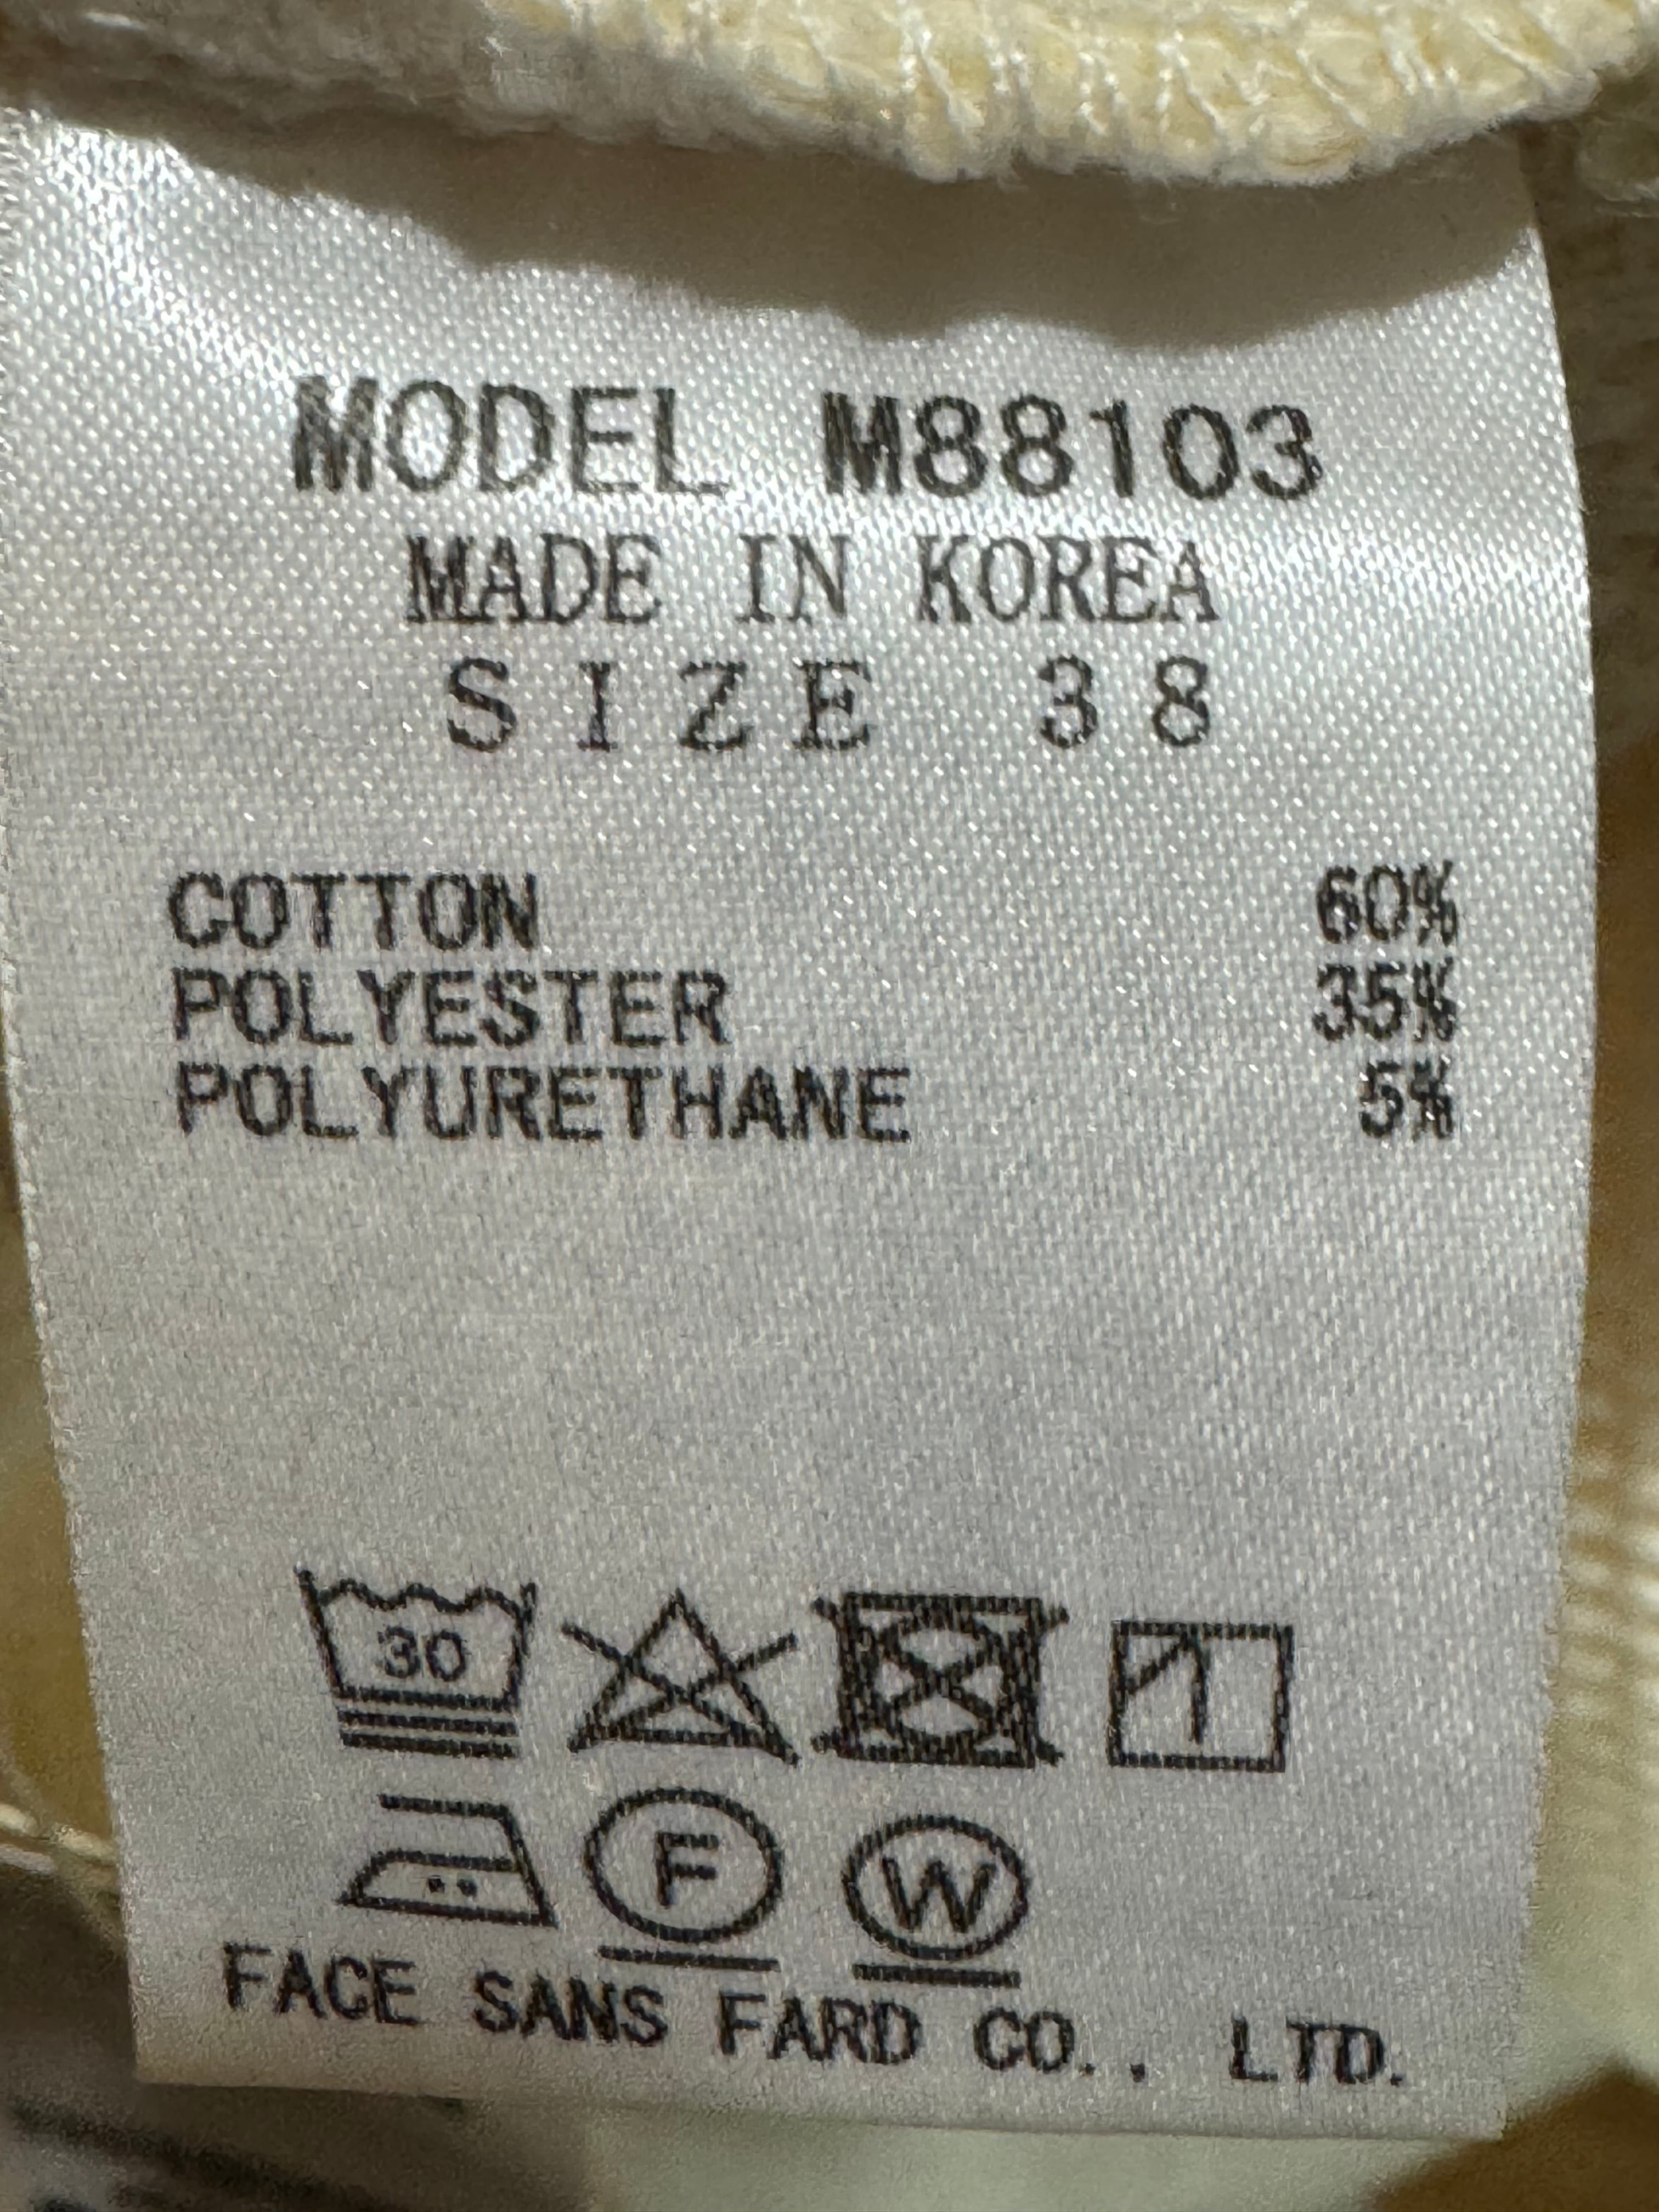 MODEL M88103
MADE IN KOREA
SIZE 38
COTTON 60%
POLYESTER 35%
POLYURETHANE 5%
30
F W
FACE SANS FARD CO., LTD.